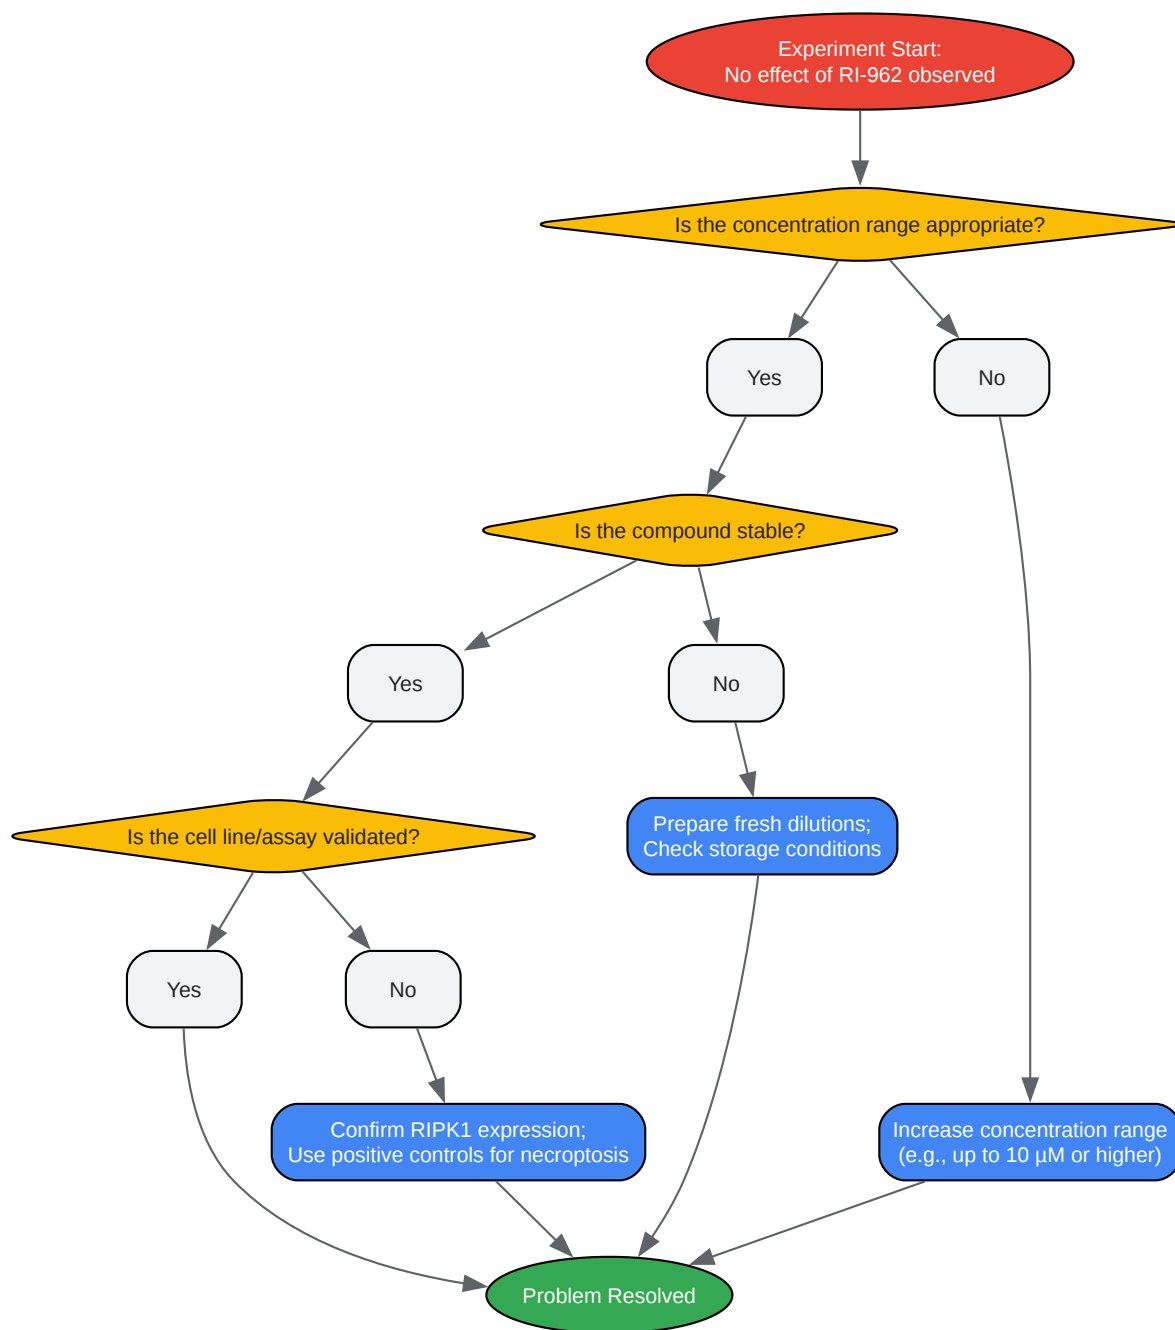 Experiment Start:
No effect of RI-962 observed
Is the concentration range appropriate?
Yes
No
Is the compound stable?
Yes
No
Is the cell line/assay validated?
Prepare fresh dilutions;
Check storage conditions
Yes
No
Confirm RIPK1 expression;
Use positive controls for necroptosis
Increase concentration range
(e.g., up to 10 µM or higher)
Problem Resolved